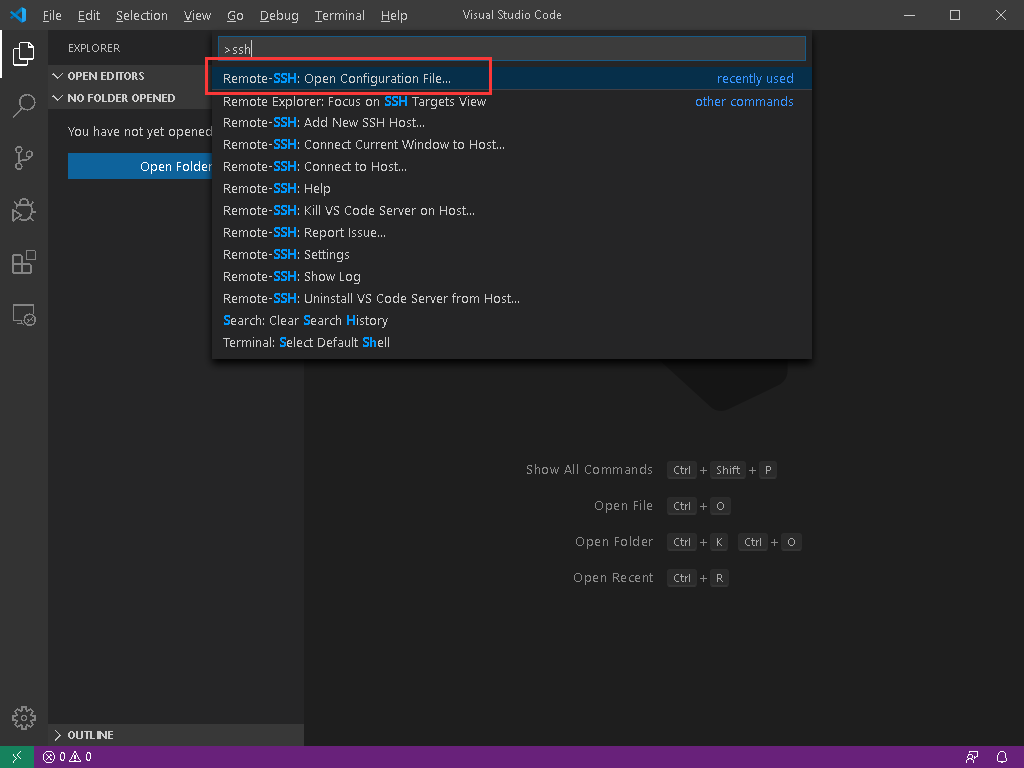 File Edit Selection View Go Debug Terminal Help Visual Studio Code
EXPLORER
>ssh
OPEN EDITORS
NO FOLDER OPENED
You have not yet opened
Open Folder
Remote-SSH: Open Configuration File... recently used
Remote Explorer: Focus on SSH Targets View other commands
Remote-SSH: Add New SSH Host...
Remote-SSH: Connect Current Window to Host...
Remote-SSH: Connect to Host...
Remote-SSH: Help
Remote-SSH: Kill VS Code Server on Host...
Remote-SSH: Report Issue...
Remote-SSH: Settings
Remote-SSH: Show Log
Remote-SSH: Uninstall VS Code Server from Host...
Search: Clear Search History
Terminal: Select Default Shell
Show All Commands Ctrl + Shift + P
Open File Ctrl + O
Open Folder Ctrl + K Ctrl + O
Open Recent Ctrl + R
OUTLINE
0 0